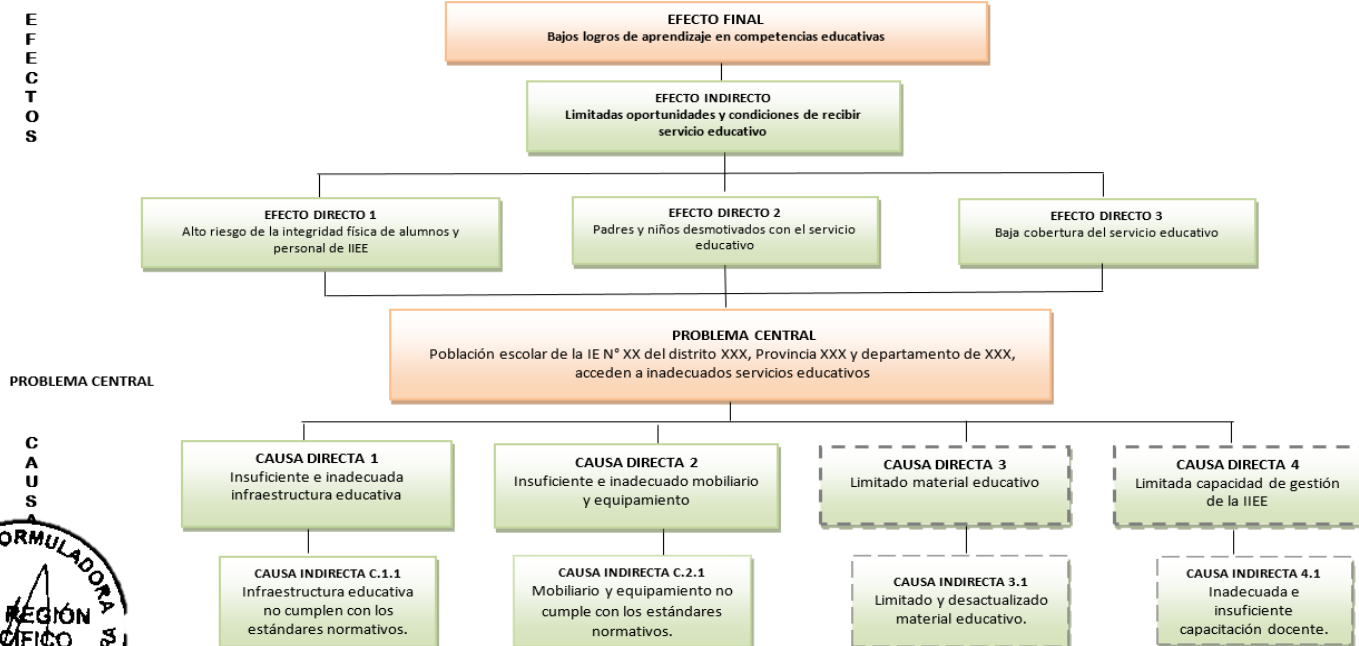 EFECTOS
EFECTO FINAL
Bajos logros de aprendizaje en competencias educativas
EFECTO INDIRECTO
Limitadas oportunidades y condiciones de recibir
servicio educativo
EFECTO DIRECTO 1
Alto riesgo de la integridad física de alumnos y
personal de IIEE
EFECTO DIRECTO 2
Padres y niños desmotivados con el servicio
educativo
EFECTO DIRECTO 3
Baja cobertura del servicio educativo
PROBLEMA CENTRAL
PROBLEMA CENTRAL
Población escolar de la IE N° XX del distrito XXX, Provincia XXX y departamento de XXX,
acceden a inadecuados servicios educativos
CAUSA
CAUSA DIRECTA 1
Insuficiente e inadecuada
infraestructura educativa
CAUSA DIRECTA 2
Insuficiente e inadecuado mobiliario
y equipamiento
CAUSA DIRECTA 3
Limitado material educativo
CAUSA DIRECTA 4
Limitada capacidad de gestión
de la IIEE
CAUSA INDIRECTA C.1.1
Infraestructura educativa
no cumplen con los
estándares normativos.
CAUSA INDIRECTA C.2.1
Mobiliario y equipamiento no
cumple con los estándares
normativos.
CAUSA INDIRECTA 3.1
Limitado y desactualizado
material educativo.
CAUSA INDIRECTA 4.1
Inadecuada e
insuficiente
capacitación docente.
ORMULADORA
REGIÓN